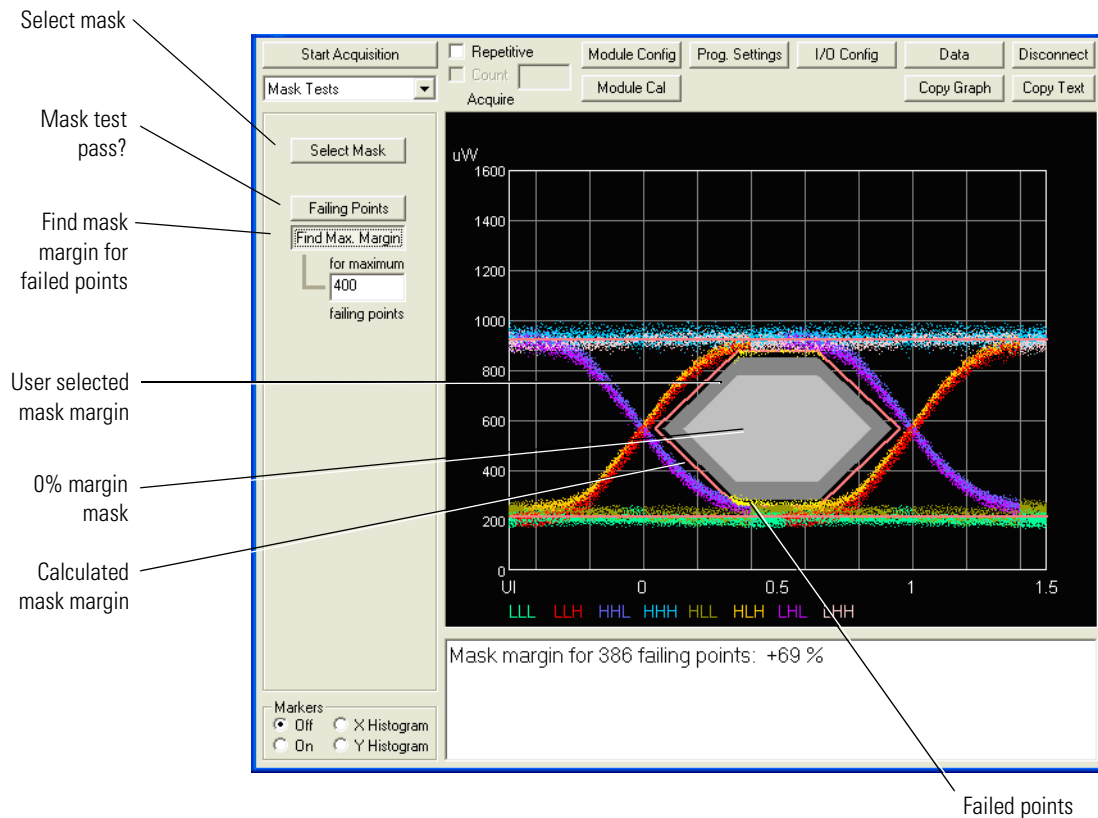 Select mask
Mask test
pass?
Find mask
margin for
failed points
User selected
mask margin
0% margin
mask
Calculated
mask margin
Start Acquisition
Repetitive
Count
Acquire
Module Config
Prog. Settings
I/O Config
Data
Disconnect
Mask Tests
Module Cal
Copy Graph
Copy Text
Select Mask
Failing Points
Find Max. Margin
for maximum
400
failing points
uW
1600
1400
1200
1000
800
600
400
200
0
UI
0
0.5
1
1.5
LLL LLH HHL HHH HLL HLH LHL LHH
Mask margin for 386 failing points: +69 %
Markers
Off
X Histogram
On
Y Histogram
Failed points